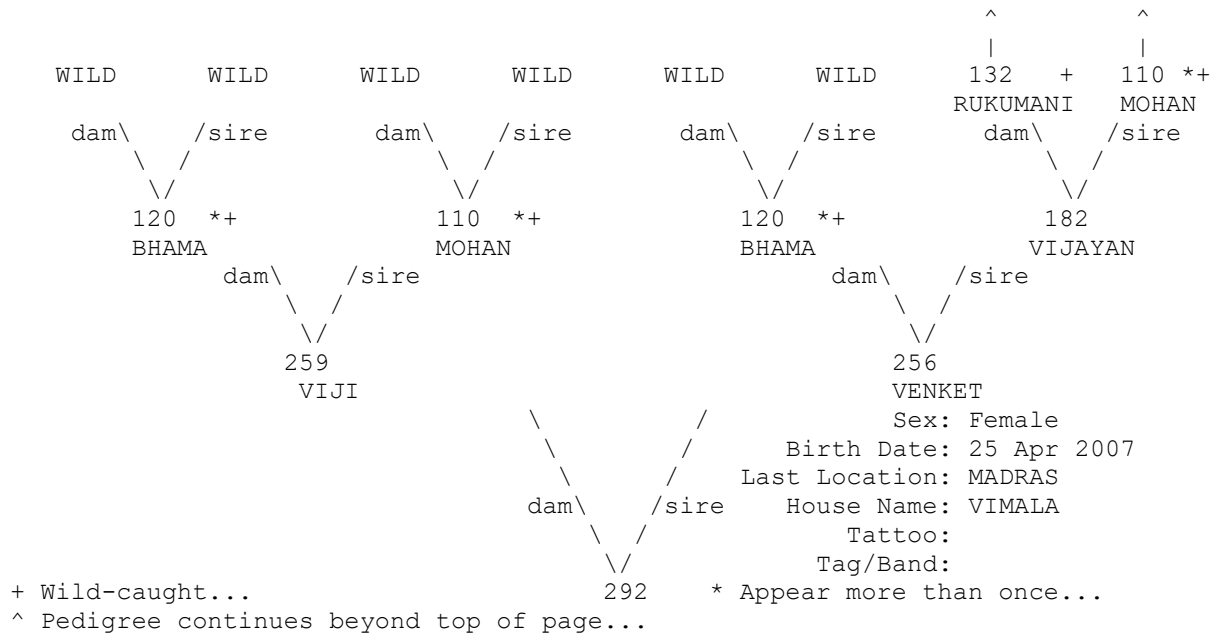 ^         ^
                                                                 |         |
   WILD      WILD      WILD      WILD      WILD      WILD      132   +   110 *+
                                                              RUKUMANI  MOHAN
    dam\    /sire       dam\    /sire       dam\    /sire       dam\    /sire
        \  /                \  /                \  /                \  /
         \/                  \/                  \/                  \/
        120  *+             110  *+             120  *+             182
        BHAMA               MOHAN               BHAMA              VIJAYAN
              dam\    /sire                           dam\    /sire
                  \  /                                    \  /
                   \/                                      \/
                  259                                     256
                   VIJI                                   VENKET
                                  \          /            Sex: Female
                                   \        /      Birth Date: 25 Apr 2007
                                    \      /    Last Location: MADRAS
                                  dam\    /sire    House Name: VIMALA
                                      \  /             Tattoo:
                                       \/            Tag/Band:
+ Wild-caught...                       292    * Appear more than once...
^ Pedigree continues beyond top of page...